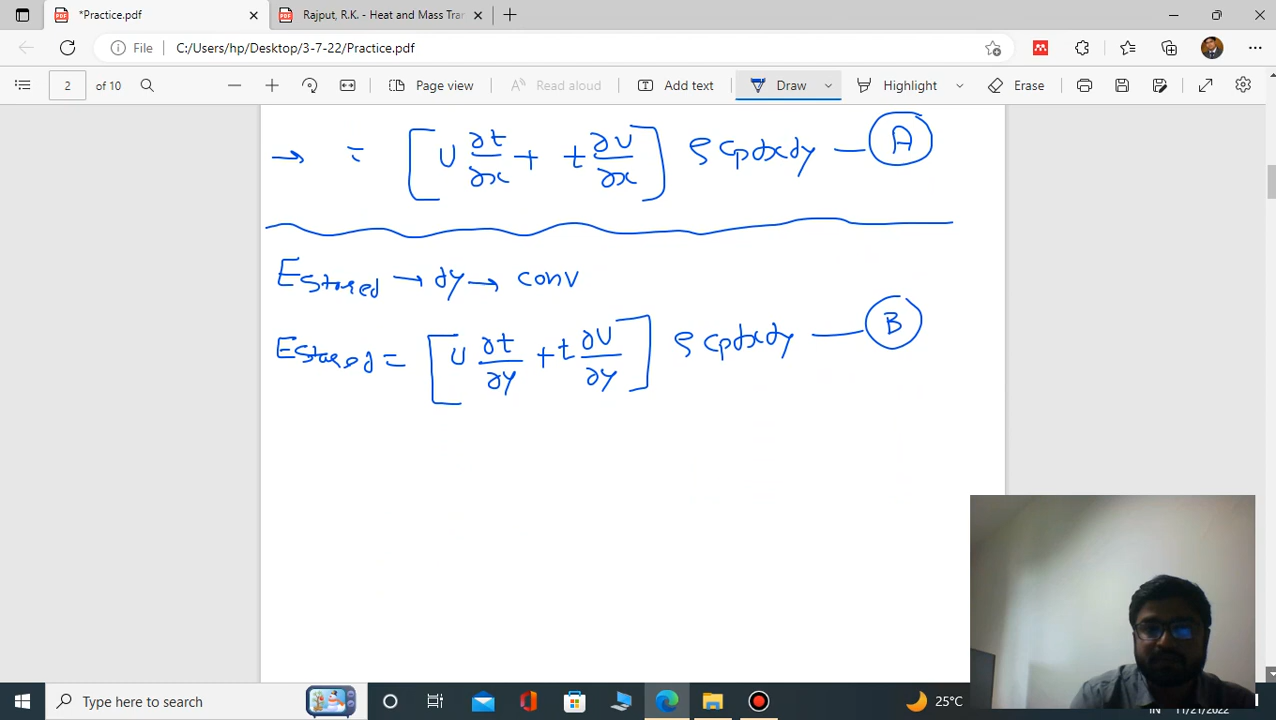 *Practice.pdf
Rajput, R.K. - Heat and Mass Tra
File C:/Users/hp/Desktop/3-7-22/Practice.pdf
2 of 10 Page view Read aloud Add text Draw Highlight Erase
→ = [U ∂t/∂x + t ∂U/∂x] ρ Cp dx dy — A
Estored → dy → conv
Estored = [U ∂t/∂y + t ∂U/∂y] ρ Cp dx dy — B
Type here to search 25°C
IN 11/21/2022